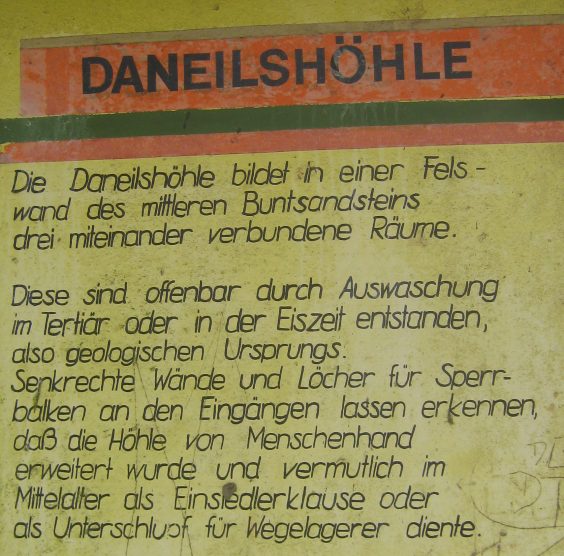 DANEILSHÖHLE
Die Daneilshöhle bildet in einer Fels-
wand des mittleren Buntsandsteins
drei miteinander verbundene Räume.
Diese sind offenbar durch Auswaschung
im Tertiär oder in der Eiszeit entstanden,
also geologischen Ursprungs.
Senkrechte Wände und Löcher für Sperr-
balken an den Eingängen lassen erkennen,
daß die Höhle von Menschenhand
erweitert wurde und vermutlich im
Mittelalter als Einsiedlerklause oder
als Unterschlupf für Wegelagerer diente.